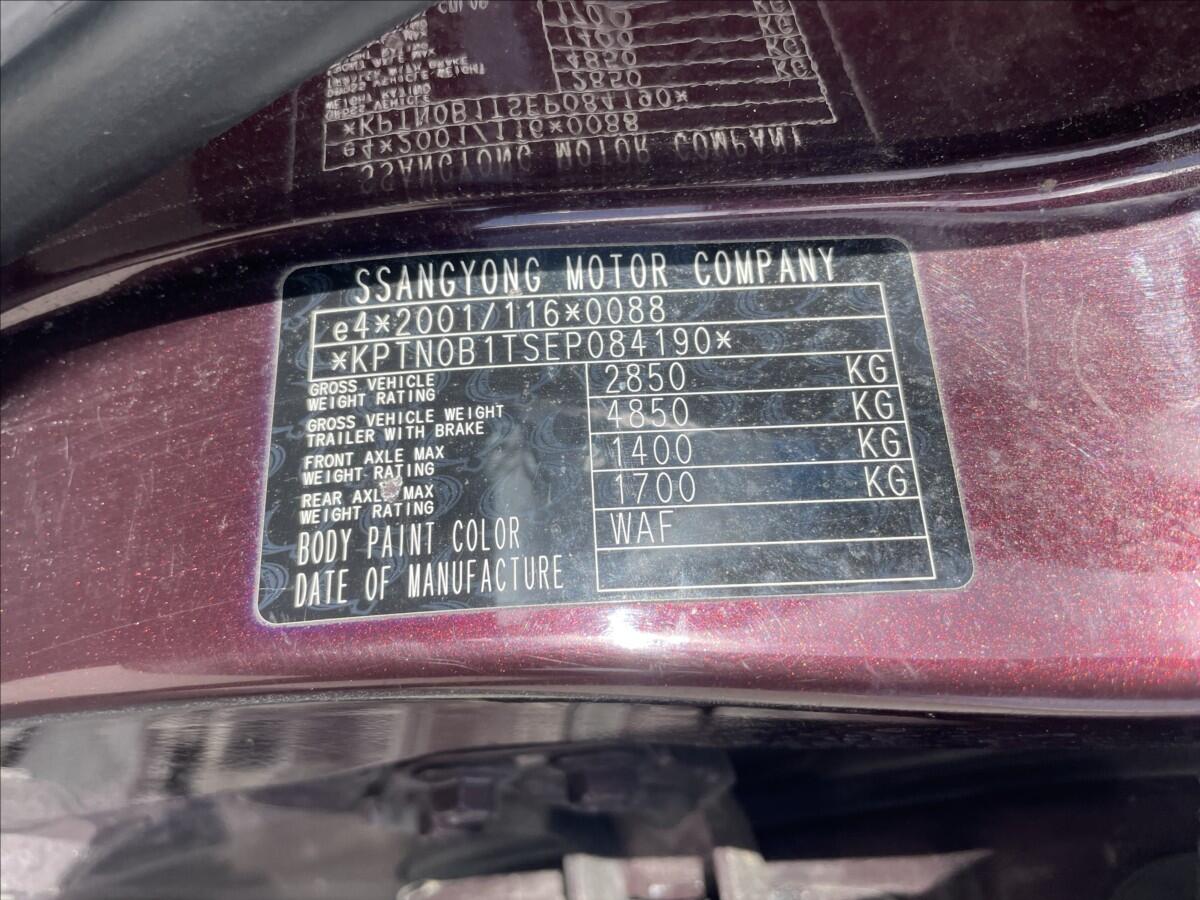 SSANGYONG MOTOR COMPANY
e4*2001/116*0088
*KPTN0B1TSEP084190*
GROSS VEHICLE
WEIGHT RATING
2850 KG
GROSS VEHICLE WEIGHT
TRAILER WITH BRAKE
4850 KG
FRONT AXLE MAX
WEIGHT RATING
1400 KG
REAR AXLE MAX
WEIGHT RATING
1700 KG
BODY PAINT COLOR WAF
DATE OF MANUFACTURE